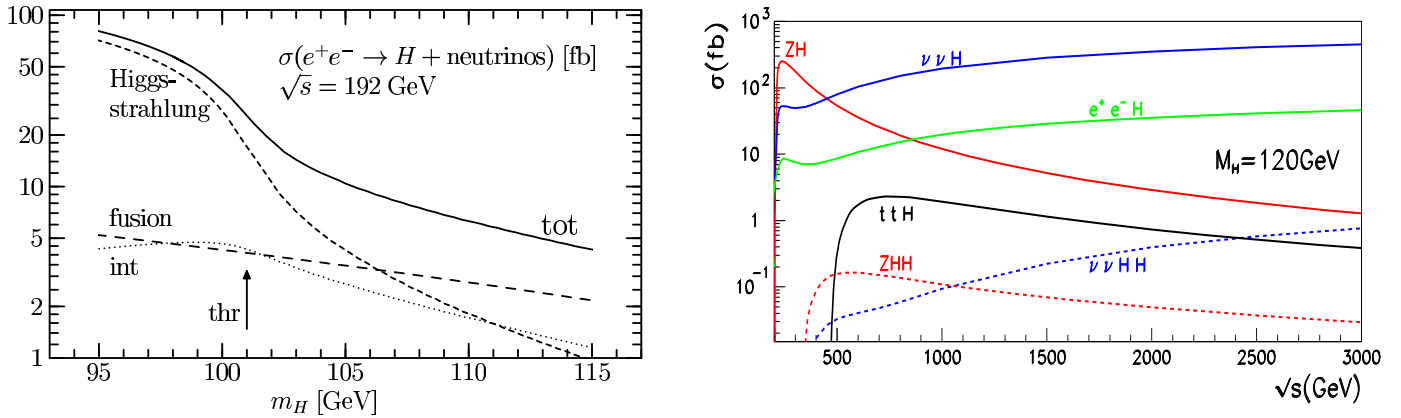 100
50
20
10
5
2
1
σ(e⁺e⁻ → H + neutrinos) [fb]
√s = 192 GeV
Higgs-
strahlung
fusion
int
thr
tot
95 100 105 110 115
m_H [GeV]
σ(fb)
10³
10²
10
1
10⁻¹
ZH
ν ν H
e⁺ e⁻ H
M_H=120GeV
t t H
ZHH
ν ν H H
500 1000 1500 2000 2500 3000
√s(GeV)